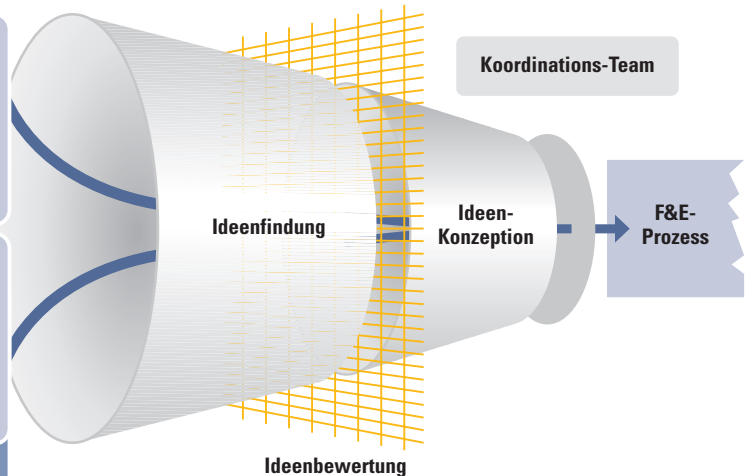 Koordinations-Team
Ideenfindung
Ideen-
Konzeption
F&E-
Prozess
Ideenbewertung